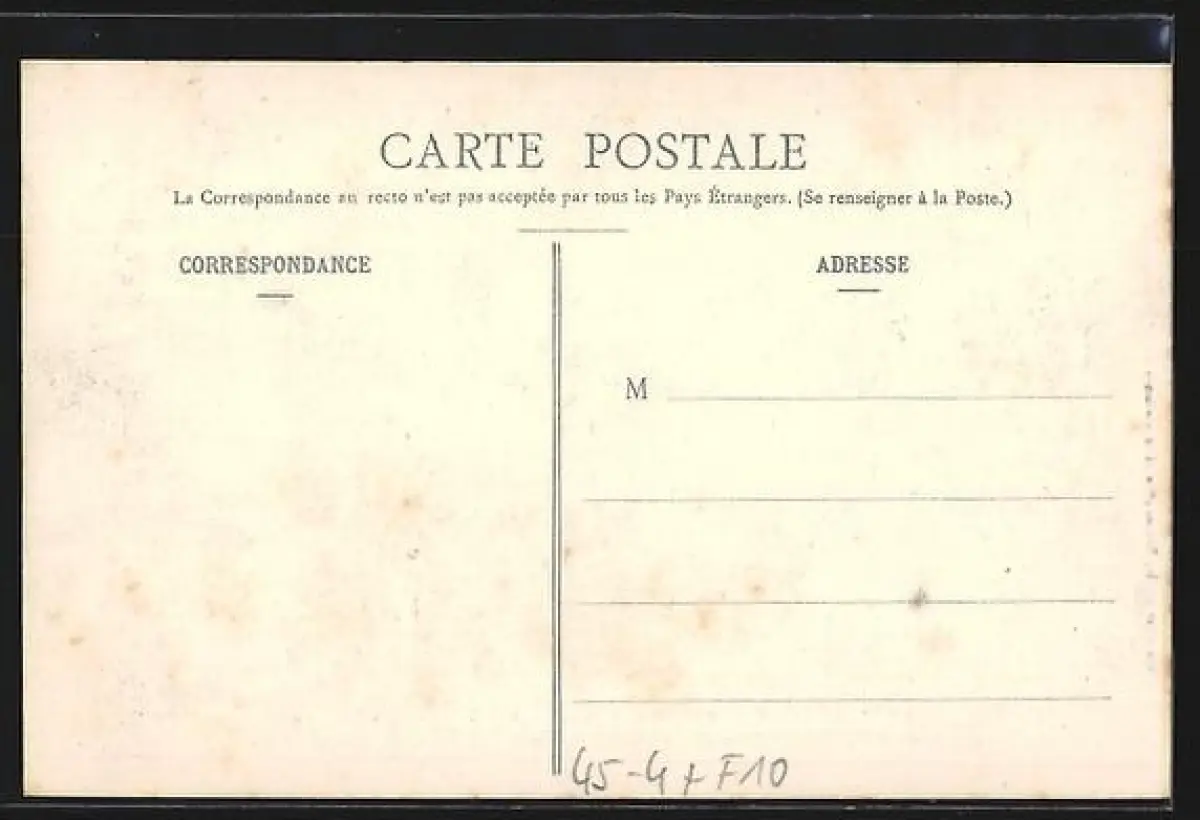 CARTE POSTALE
La Correspondance au recto n'est pas acceptée par tous les Pays Étrangers. (Se renseigner à la Poste.)
CORRESPONDANCE
ADRESSE
M
45-4 + F10